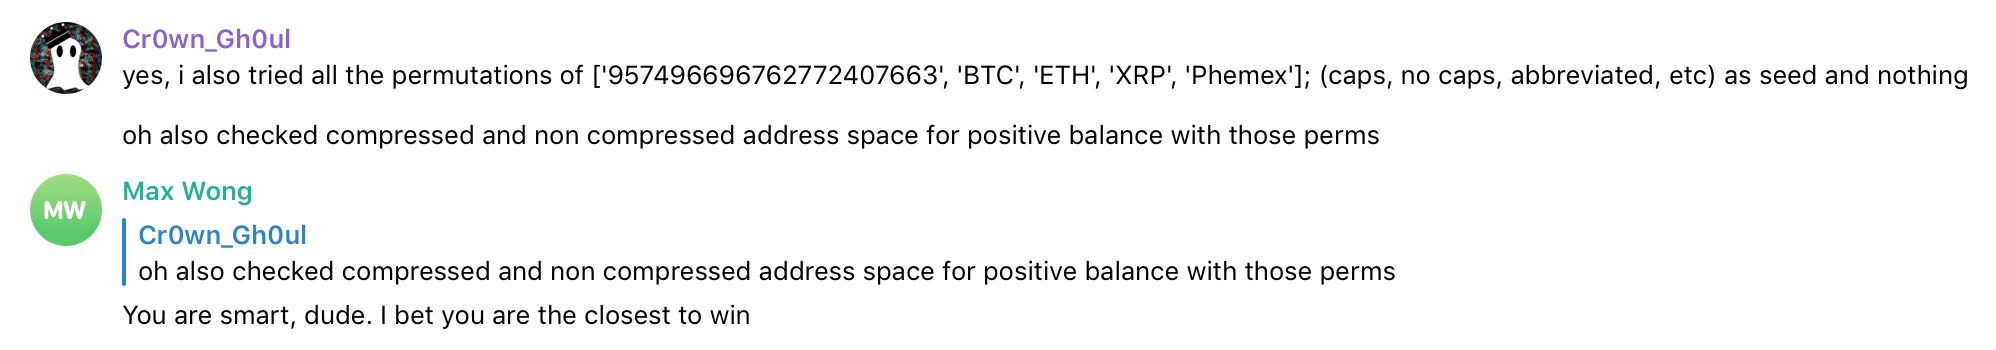 Cr0wn_Gh0ul
yes, i also tried all the permutations of ['957496696762772407663', 'BTC', 'ETH', 'XRP', 'Phemex']; (caps, no caps, abbreviated, etc) as seed and nothing
oh also checked compressed and non compressed address space for positive balance with those perms
MW
Max Wong
Cr0wn_Gh0ul
oh also checked compressed and non compressed address space for positive balance with those perms
You are smart, dude. I bet you are the closest to win